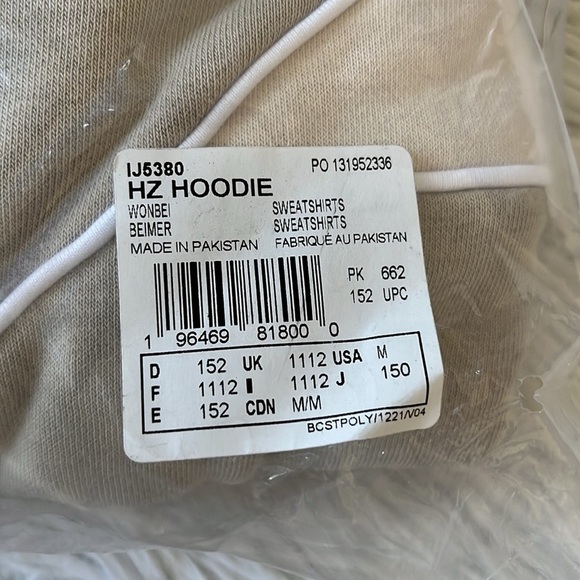 IJ5380 PO 131952336
HZ HOODIE
WONBEI SWEATSHIRTS
BEIMER SWEATSHIRTS
MADE IN PAKISTAN FABRIQUÉ AU PAKISTAN
PK 662
152 UPC
1 96469 81800 0
D 152 UK 1112 USA M
F 1112 I 1112 J 150
E 152 CDN M/M
BCSTPOLY/1221/V04